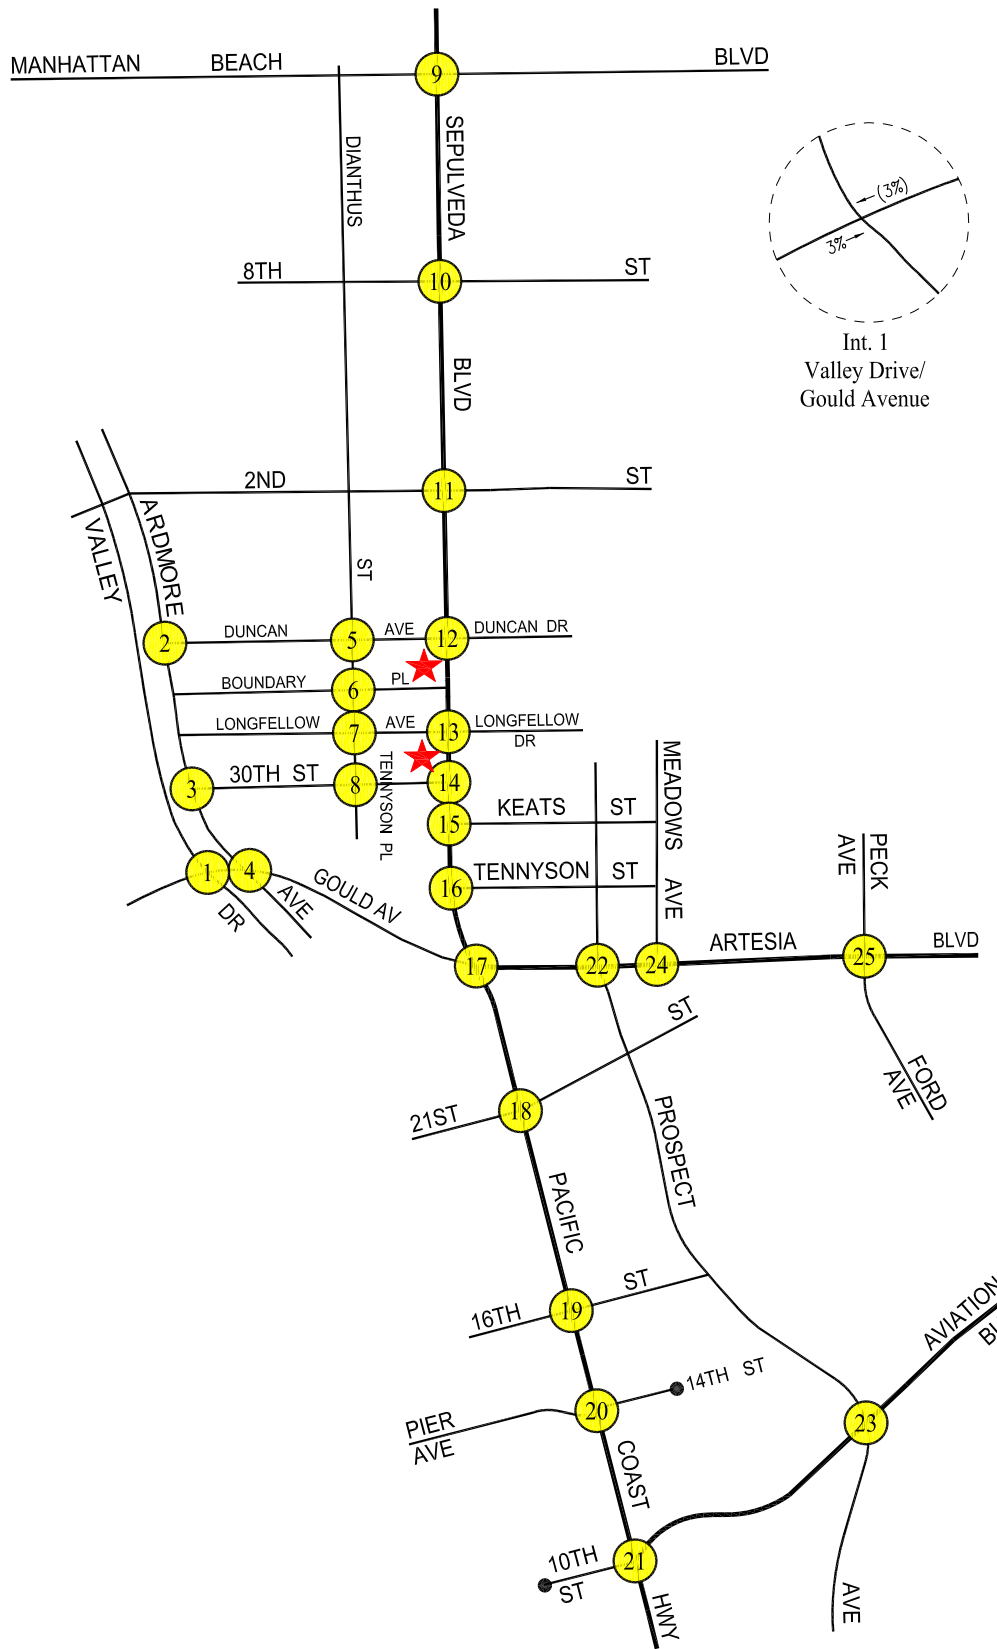 MANHATTAN BEACH BLVD
9
SEPULVEDA
DIANTHUS
(3%)
3%
8TH ST
10
Int. 1
Valley Drive/
Gould Avenue
BLVD
2ND ST
11
VALLEY
ARDMORE
ST
2 DUNCAN 5 AVE 12 DUNCAN DR
BOUNDARY 6 PL
LONGFELLOW 7 AVE 13 LONGFELLOW
DR
3 30TH ST 8 14
TENNYSON PL
MEADOWS
15 KEATS ST
16 TENNYSON ST
AVE
1 4
DR
AVE
GOULD AV
PECK
AVE
17 22 24 ARTESIA 25 BLVD
FORD
AVE
21ST 18 ST
PROSPECT
PACIFIC
16TH 19 ST
AVIATION
PIER
AVE
20 14TH ST
23
COAST
10TH
ST
21
HWY
AVE